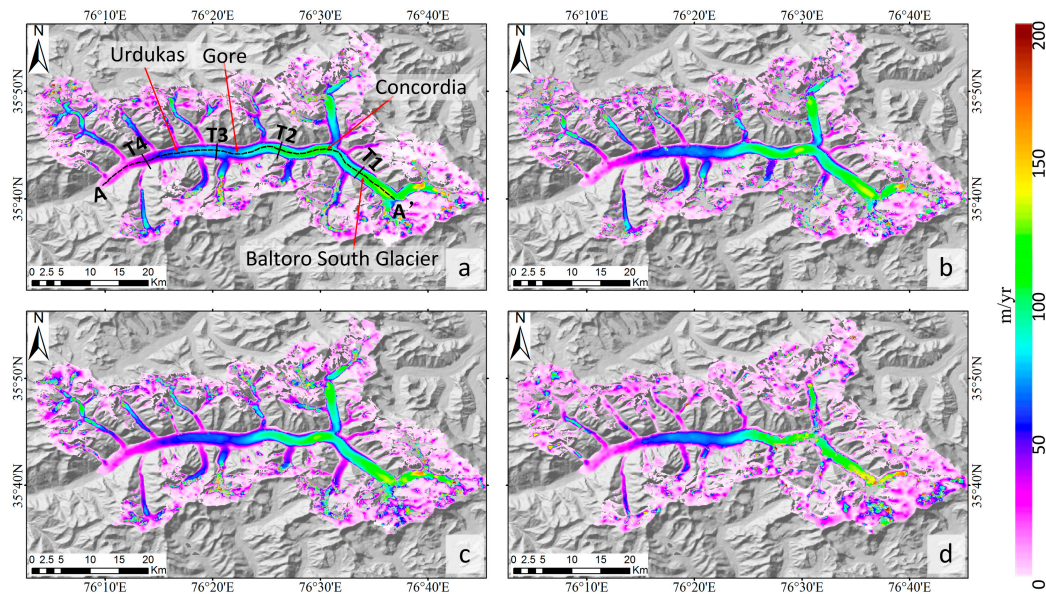 76°10'E 76°20'E 76°30'E 76°40'E
76°10'E 76°20'E 76°30'E 76°40'E
N
Urdukas
Gore
Concordia
T4
T3
T2
T1
A
A'
Baltoro South Glacier
35°50'N
35°40'N
0 2.5 5 10 15 20
Km
a
N
35°50'N
35°40'N
0 2.5 5 10 15 20
Km
b
N
35°50'N
35°40'N
0 2.5 5 10 15 20
Km
c
N
35°50'N
35°40'N
0 2.5 5 10 15 20
Km
d
76°10'E 76°20'E 76°30'E 76°40'E
76°10'E 76°20'E 76°30'E 76°40'E
200
150
100
50
0
m/yr